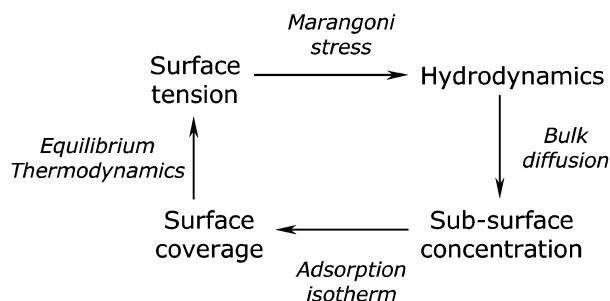 Marangoni
stress
Surface
tension
Hydrodynamics
Equilibrium
Thermodynamics
Bulk
diffusion
Surface
coverage
Sub-surface
concentration
Adsorption
isotherm